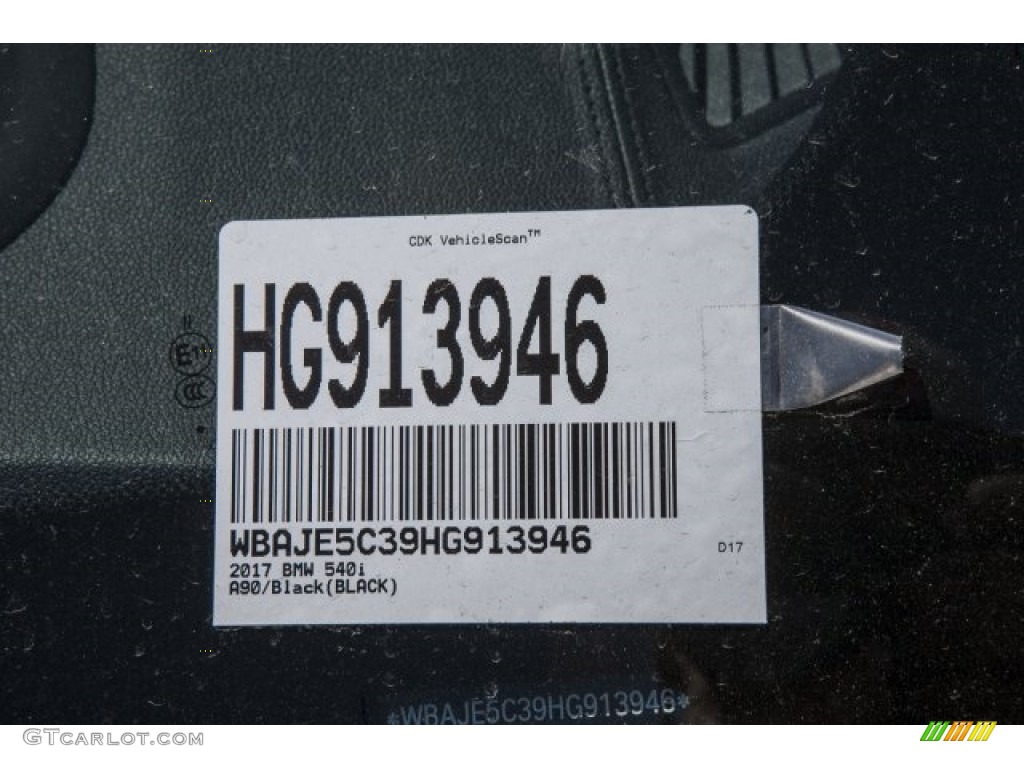 CDK VehicleScan™
HG913946
WBAJE5C39HG913946
D17
2017 BMW 540i
A90/Black(BLACK)
*WBAJE5C39HG913946*
GTCARLOT.COM